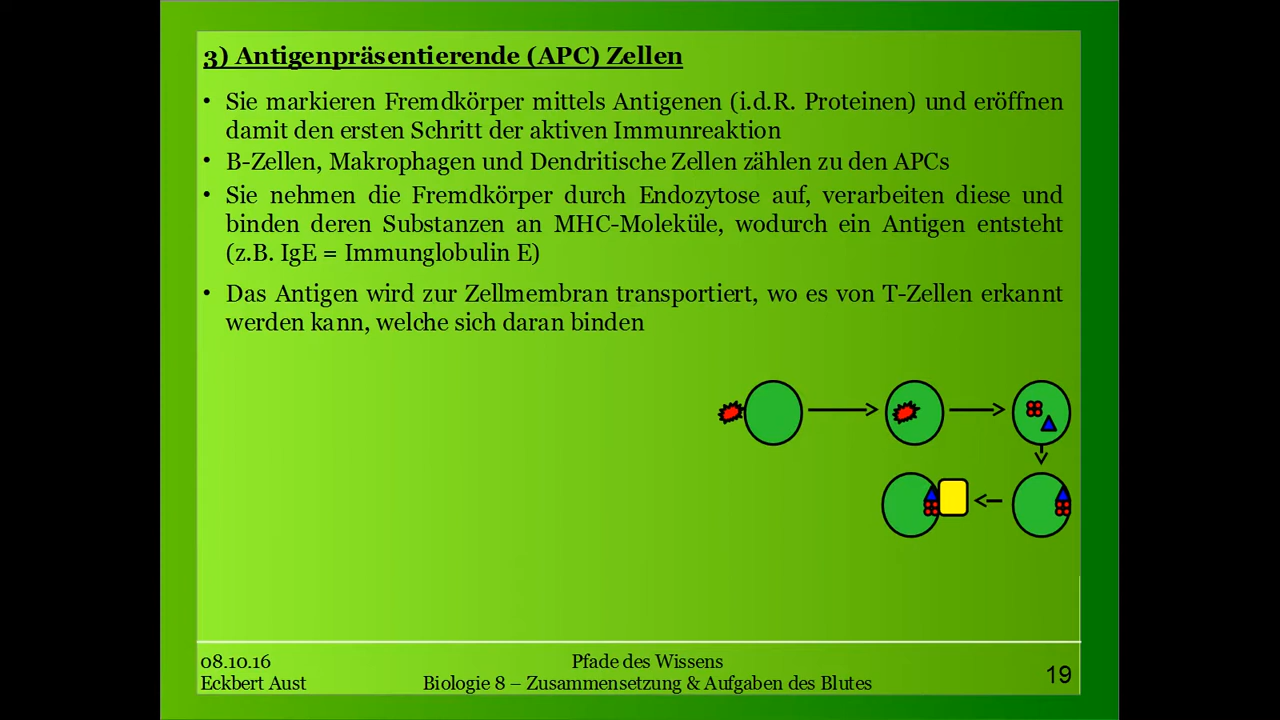 3) Antigenpräsentierende (APC) Zellen
• Sie markieren Fremdkörper mittels Antigenen (i.d.R. Proteinen) und eröffnen
damit den ersten Schritt der aktiven Immunreaktion
• B-Zellen, Makrophagen und Dendritische Zellen zählen zu den APCs
• Sie nehmen die Fremdkörper durch Endozytose auf, verarbeiten diese und
binden deren Substanzen an MHC-Moleküle, wodurch ein Antigen entsteht
(z.B. IgE = Immunglobulin E)
• Das Antigen wird zur Zellmembran transportiert, wo es von T-Zellen erkannt
werden kann, welche sich daran binden
08.10.16
Eckbert Aust
Pfade des Wissens
Biologie 8 – Zusammensetzung & Aufgaben des Blutes
19